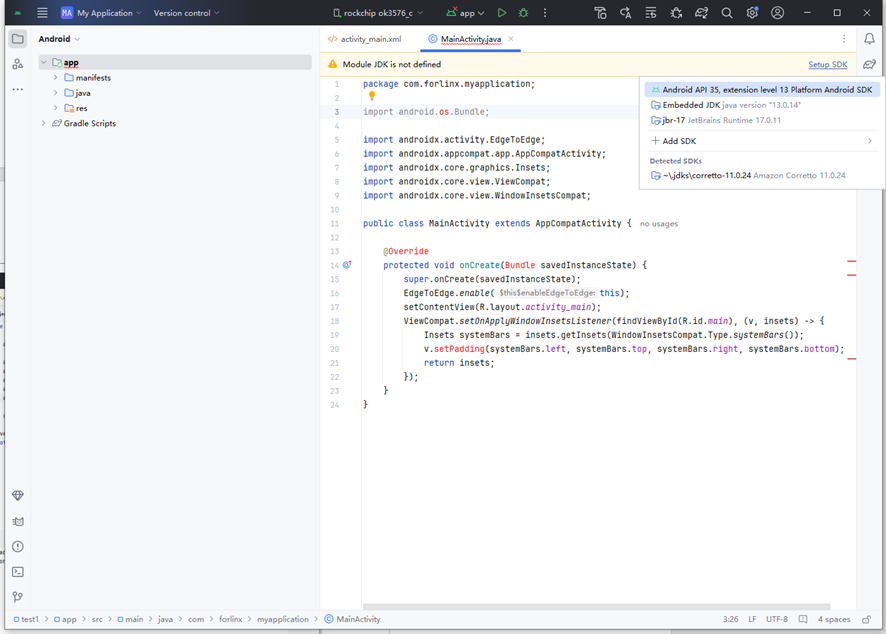 MA My Application Version control rockchip ok3576_c app
Android
activity_main.xml MainActivity.java
app
manifests
java
res
Gradle Scripts
Module JDK is not defined Setup SDK
Android API 35, extension level 13 Platform Android SDK
Embedded JDK java version "13.0.14"
jbr-17 JetBrains Runtime 17.0.11
Add SDK
Detected SDKs
~\.jdks\corretto-11.0.24 Amazon Corretto 11.0.24
1 package com.forlinx.myapplication;
2
3 import android.os.Bundle;
4
5 import androidx.activity.EdgeToEdge;
6 import androidx.appcompat.app.AppCompatActivity;
7 import androidx.core.graphics.Insets;
8 import androidx.core.view.ViewCompat;
9 import androidx.core.view.WindowInsetsCompat;
10
11 public class MainActivity extends AppCompatActivity { no usages
12
13 @Override
14 protected void onCreate(Bundle savedInstanceState) {
15 super.onCreate(savedInstanceState);
16 EdgeToEdge.enable( $this$enableEdgeToEdge: this);
17 setContentView(R.layout.activity_main);
18 ViewCompat.setOnApplyWindowInsetsListener(findViewById(R.id.main), (v, insets) -> {
19 Insets systemBars = insets.getInsets(WindowInsetsCompat.Type.systemBars());
20 v.setPadding(systemBars.left, systemBars.top, systemBars.right, systemBars.bottom);
21 return insets;
22 });
23 }
24 }
test1 > app > src > main > java > com > forlinx > myapplication > MainActivity 3:26 LF UTF-8 4 spaces